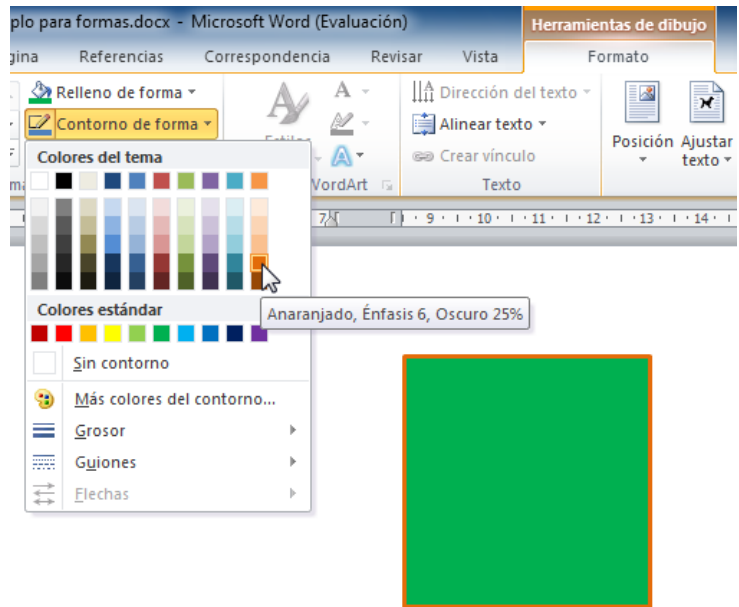 plo para formas.docx - Microsoft Word (Evaluación)
Herramientas de dibujo
gina Referencias Correspondencia Revisar Vista Formato
Relleno de forma
Contorno de forma
Dirección del texto
Alinear texto
Crear vínculo
Posición
Ajustar
texto
WordArt
Texto
7 9 10 11 12 13 14
Colores del tema
Anaranjado, Énfasis 6, Oscuro 25%
Colores estándar
Sin contorno
Más colores del contorno...
Grosor
Guiones
Flechas